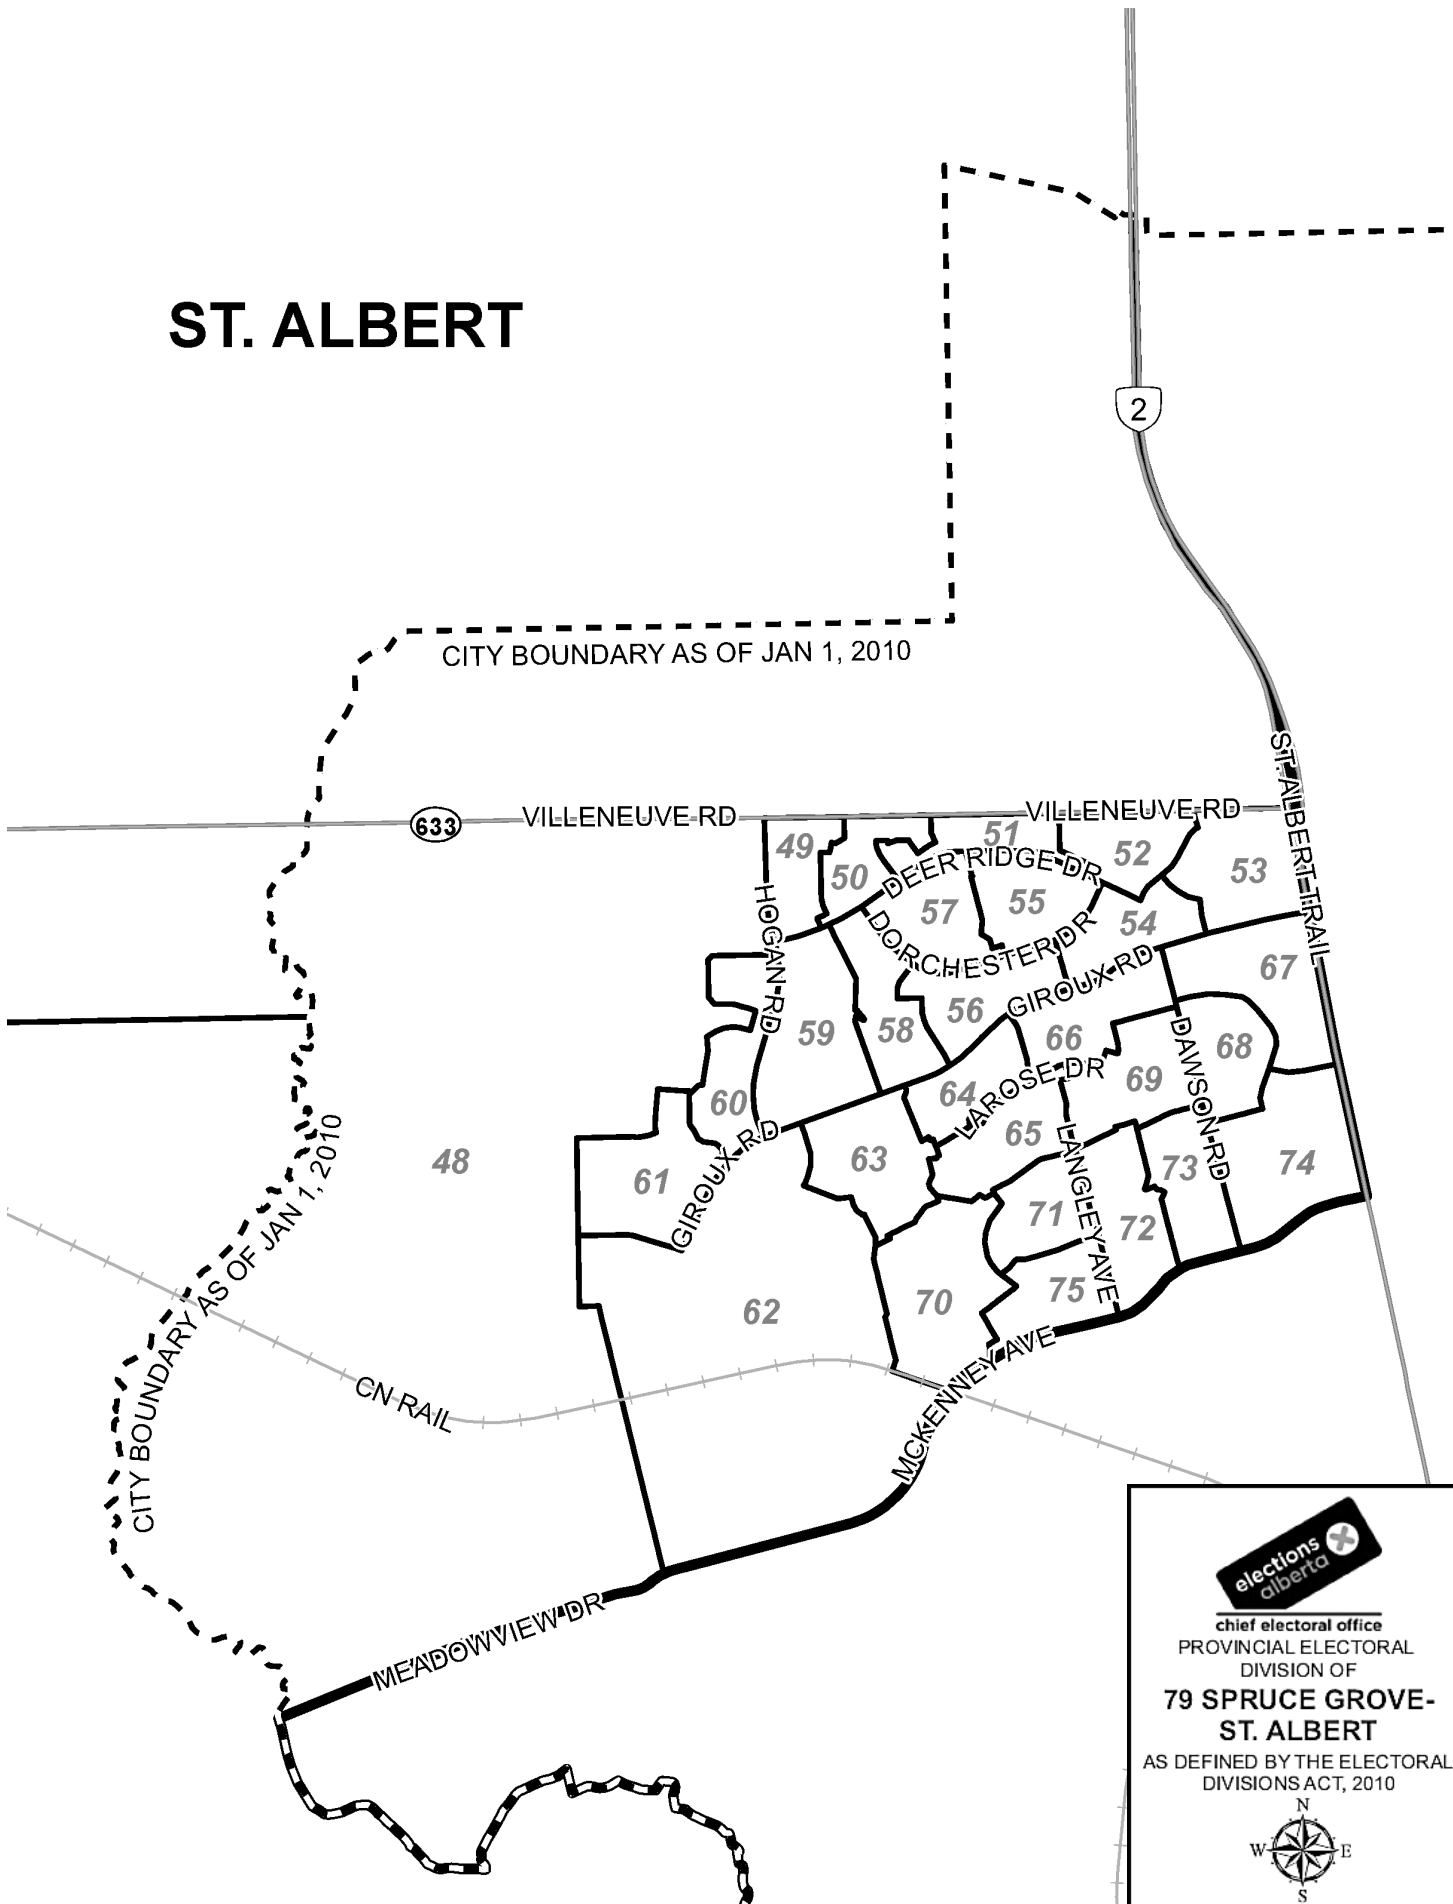 2
ST. ALBERT
CITY BOUNDARY AS OF JAN 1, 2010
ST. ALBERT TRAIL
633
VILLENEUVE RD
VILLENEUVE RD
49
50
51
52
53
DEER RIDGE DR
HOGAN RD
57
55
54
DORCHESTER DR
GIROUX RD
67
56
59
58
66
DAWSON RD
68
LAROSE DR
69
64
60
65
GIROUX RD
63
LANGLEY AVE
73
74
48
61
71
72
CITY BOUNDARY AS OF JAN 1, 2010
62
70
75
MCKENNEY AVE
CN RAIL
MEADOWVIEW DR
elections
alberta
chief electoral office
PROVINCIAL ELECTORAL
DIVISION OF
79 SPRUCE GROVE-
ST. ALBERT
AS DEFINED BY THE ELECTORAL
DIVISIONS ACT, 2010
N
W E
S